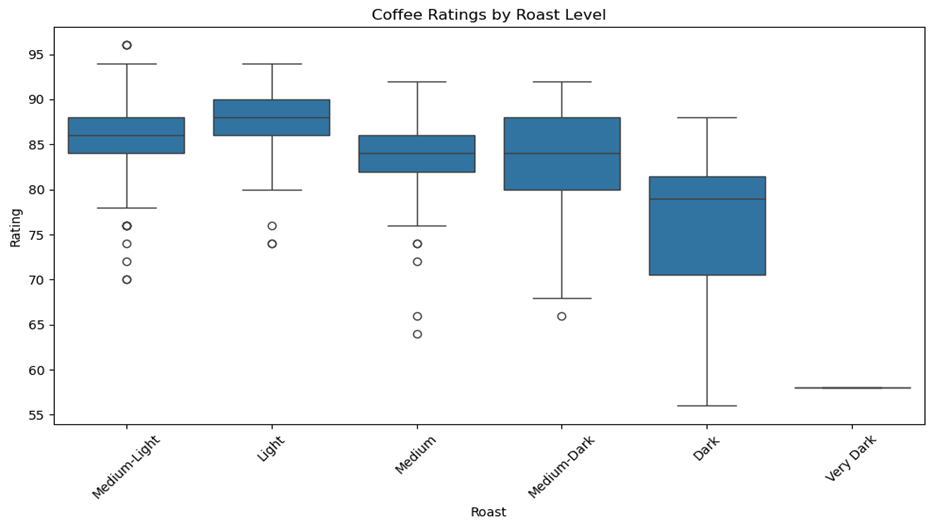 Coffee Ratings by Roast Level
95
90
85
80
75
70
65
60
55
Rating
Medium-Light
Light
Medium
Medium-Dark
Dark
Very Dark
Roast